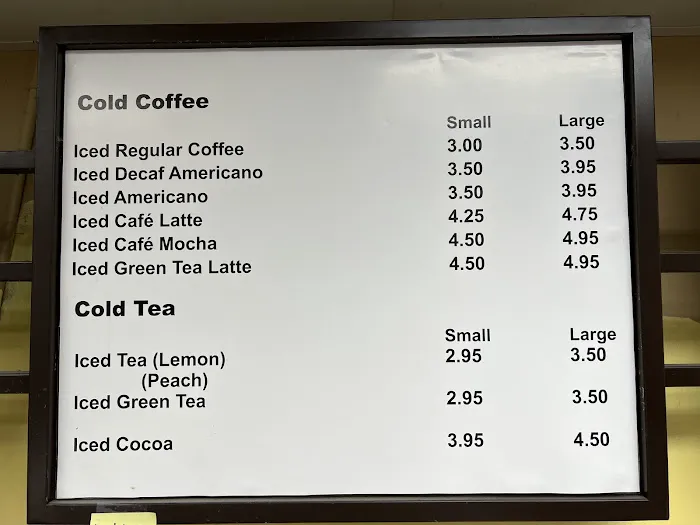 Cold Coffee
Small Large
Iced Regular Coffee 3.00 3.50
Iced Decaf Americano 3.50 3.95
Iced Americano 3.50 3.95
Iced Café Latte 4.25 4.75
Iced Café Mocha 4.50 4.95
Iced Green Tea Latte 4.50 4.95
Cold Tea
Small Large
Iced Tea (Lemon) 2.95 3.50
(Peach)
Iced Green Tea 2.95 3.50
Iced Cocoa 3.95 4.50